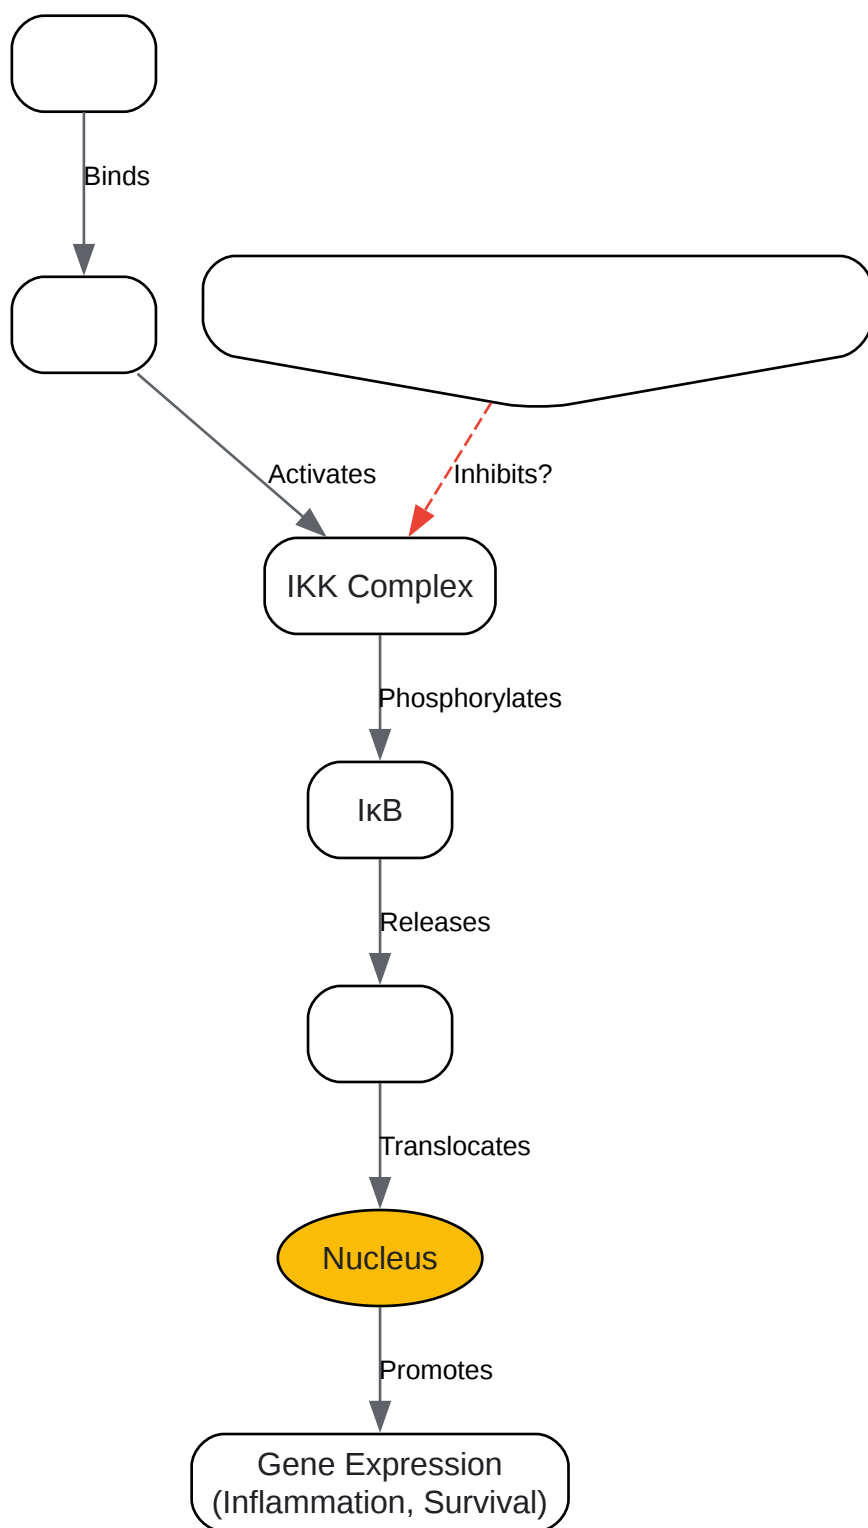 Binds
Activates
Inhibits?
IKK Complex
Phosphorylates
IκB
Releases
Translocates
Nucleus
Promotes
Gene Expression
(Inflammation, Survival)